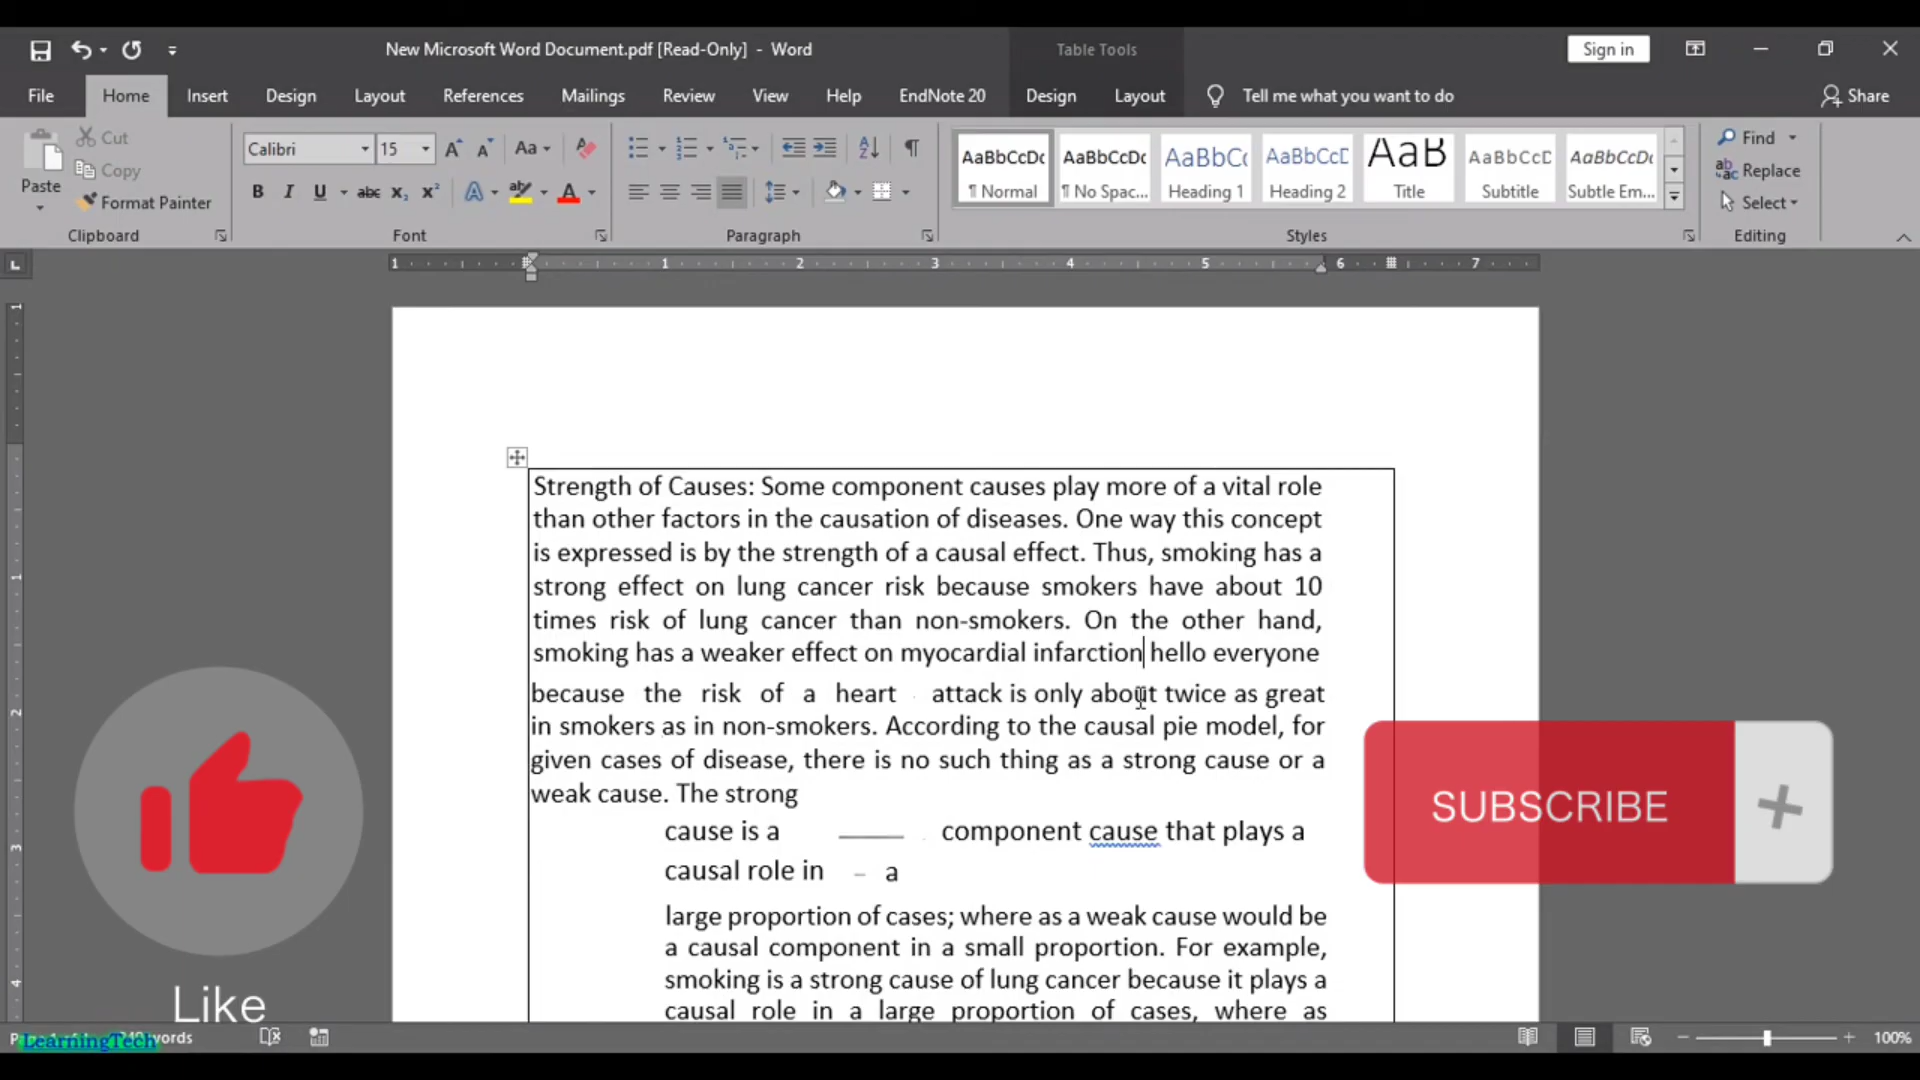 New Microsoft Word Document.pdf [Read-Only] - Word
Table Tools
Sign in
File Home Insert Design Layout References Mailings Review View Help EndNote 20 Design Layout Tell me what you want to do Share
Cut
Copy
Paste
Format Painter
Clipboard
Calibri 15
Font
Paragraph
AaBbCcDc AaBbCcDc AaBbCc AaBbCcD AaB AaBbCcD AaBbCcDc
¶ Normal ¶ No Spac... Heading 1 Heading 2 Title Subtitle Subtle Em...
Styles
Find
Replace
Select
Editing
1 1 2 3 4 5 6 7
Strength of Causes: Some component causes play more of a vital role
than other factors in the causation of diseases. One way this concept
is expressed is by the strength of a causal effect. Thus, smoking has a
strong effect on lung cancer risk because smokers have about 10
times risk of lung cancer than non-smokers. On the other hand,
smoking has a weaker effect on myocardial infarction hello everyone
because the risk of a heart attack is only about twice as great
in smokers as in non-smokers. According to the causal pie model, for
given cases of disease, there is no such thing as a strong cause or a
weak cause. The strong
cause is a component cause that plays a
causal role in a
large proportion of cases; where as a weak cause would be
a causal component in a small proportion. For example,
smoking is a strong cause of lung cancer because it plays a
causal role in a large proportion of cases, where as
Like
SUBSCRIBE
LearningTech
words
100%